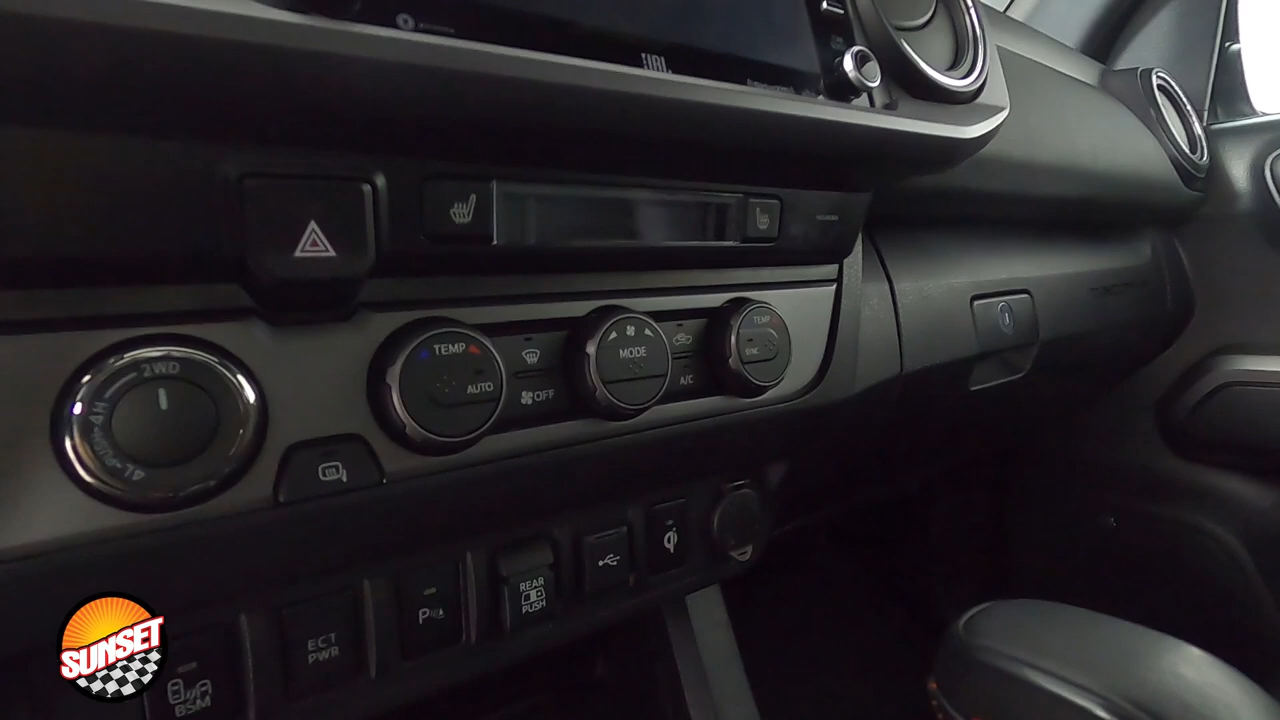 JBL
2WD
4H
4L-PUSH
TEMP
AUTO
OFF
MODE
A/C
TEMP
SYNC
REAR
PUSH
P
ECT
PWR
BSM
SUNSET